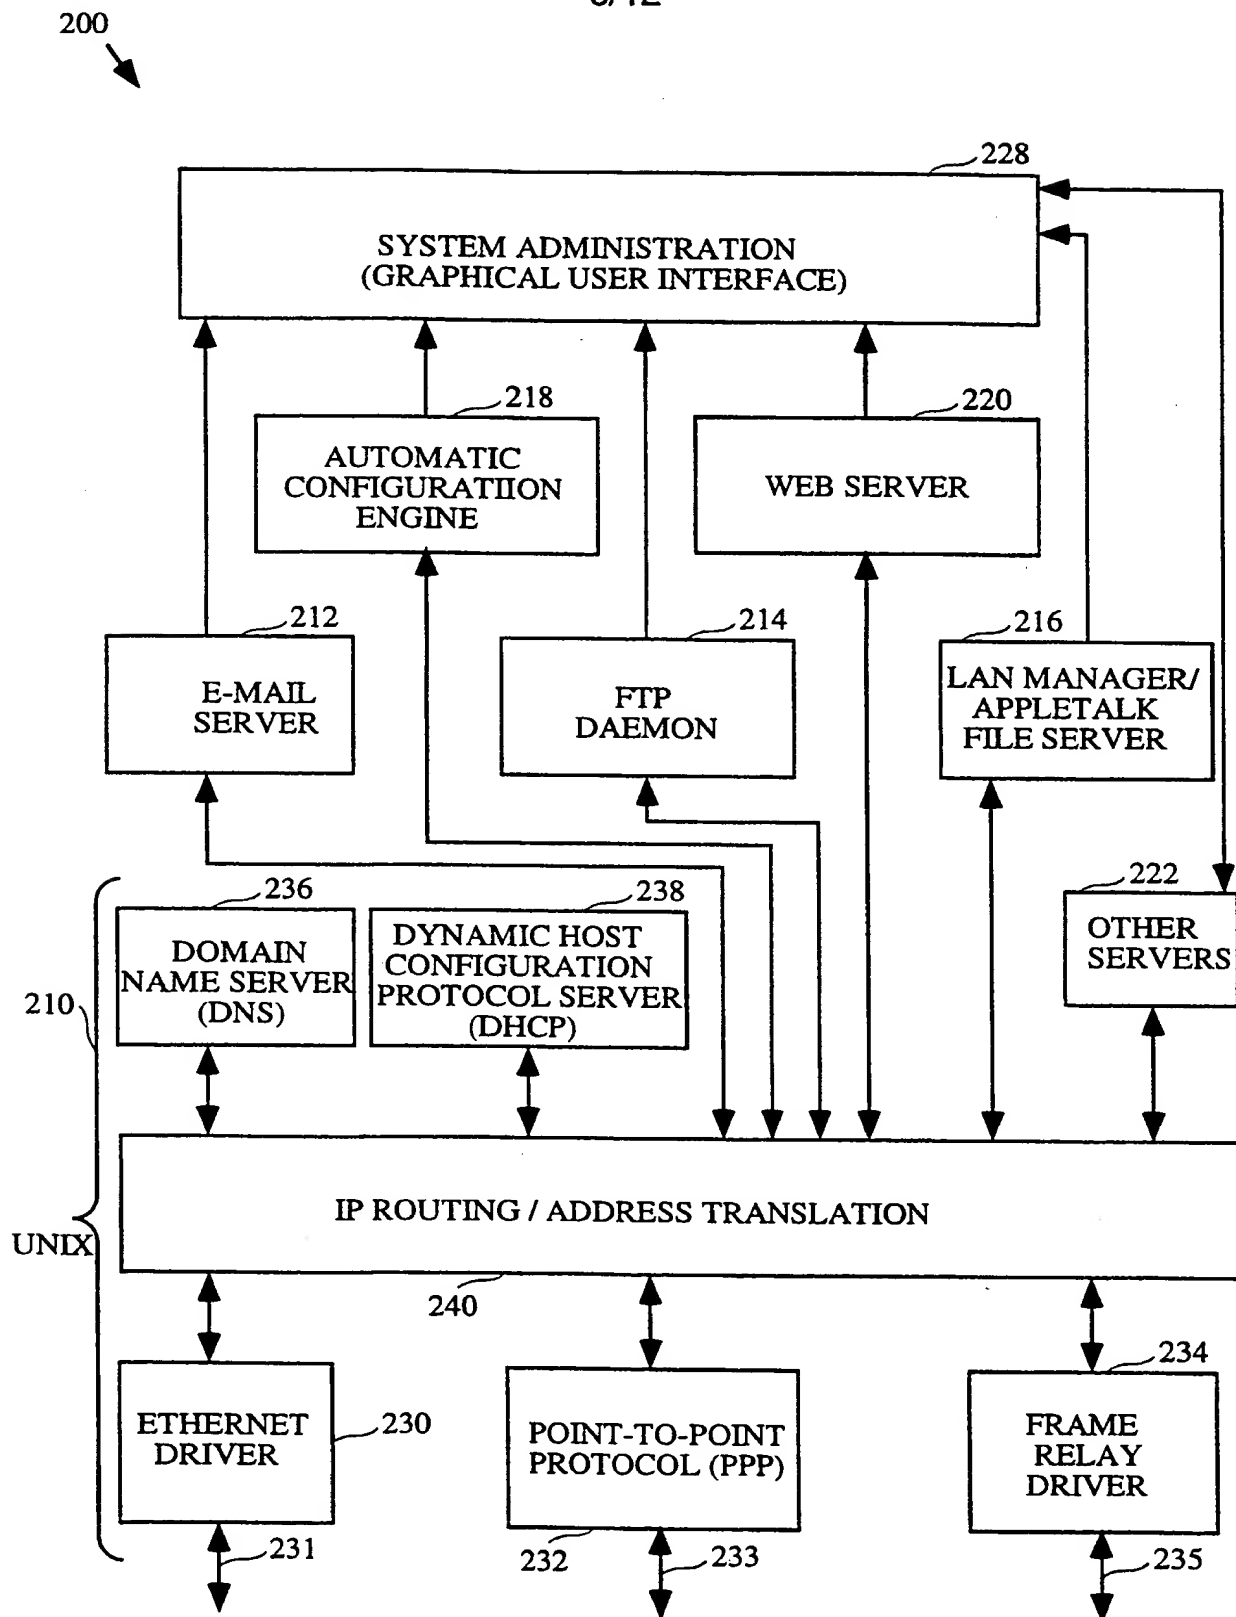 200
228
SYSTEM ADMINISTRATION
(GRAPHICAL USER INTERFACE)
218
AUTOMATIC
CONFIGURATIION
ENGINE
220
WEB SERVER
212
E-MAIL
SERVER
214
FTP
DAEMON
216
LAN MANAGER/
APPLETALK
FILE SERVER
222
OTHER
SERVERS
236
DOMAIN
NAME SERVER
(DNS)
238
DYNAMIC HOST
CONFIGURATION
PROTOCOL SERVER
(DHCP)
210
UNIX
IP ROUTING / ADDRESS TRANSLATION
240
ETHERNET
DRIVER
230
231
POINT-TO-POINT
PROTOCOL (PPP)
232
233
234
FRAME
RELAY
DRIVER
235